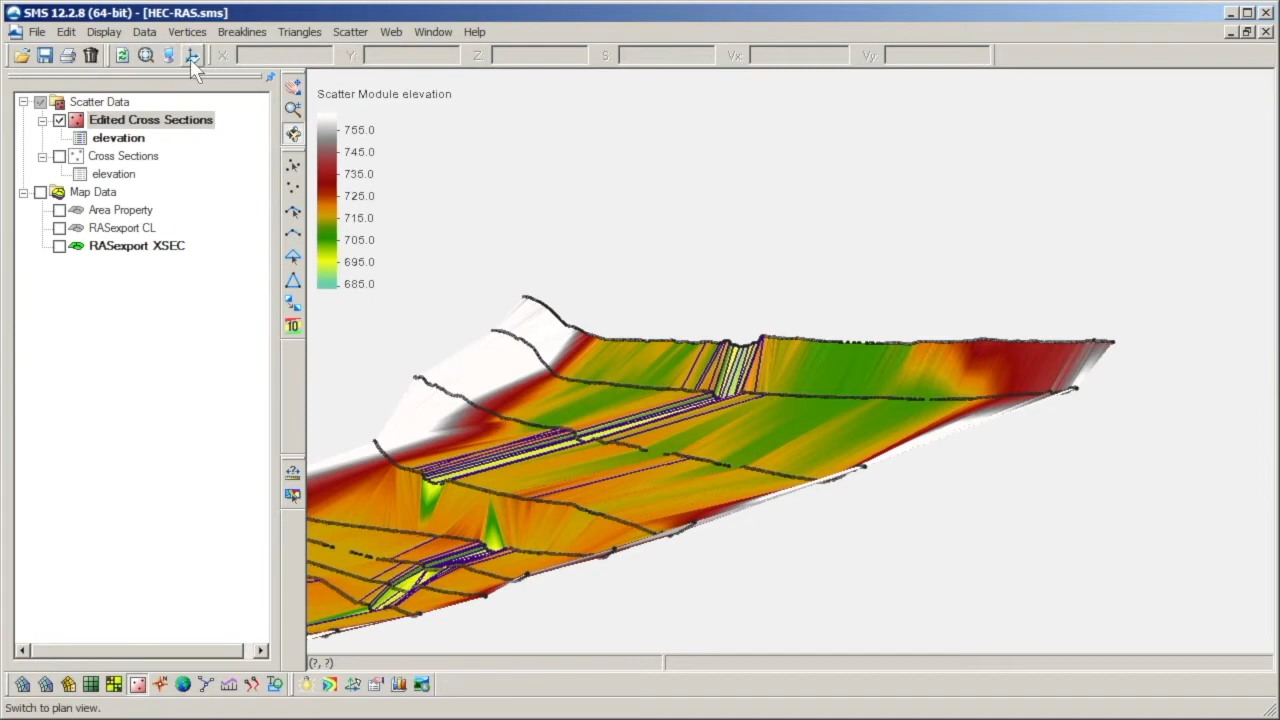 SMS 12.2.8 (64-bit) - [HEC-RAS.sms]
File Edit Display Data Vertices Breaklines Triangles Scatter Web Window Help
X: Y: Z: S: Vx: Vy:
Scatter Data
Edited Cross Sections
elevation
Cross Sections
elevation
Map Data
Area Property
RASexport CL
RASexport XSEC
10
Scatter Module elevation
755.0
745.0
735.0
725.0
715.0
705.0
695.0
685.0
(?, ?)
Switch to plan view.